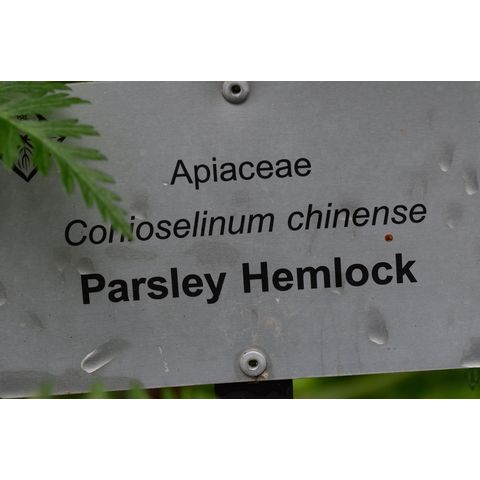 Apiaceae
Conioselinum chinense
Parsley Hemlock